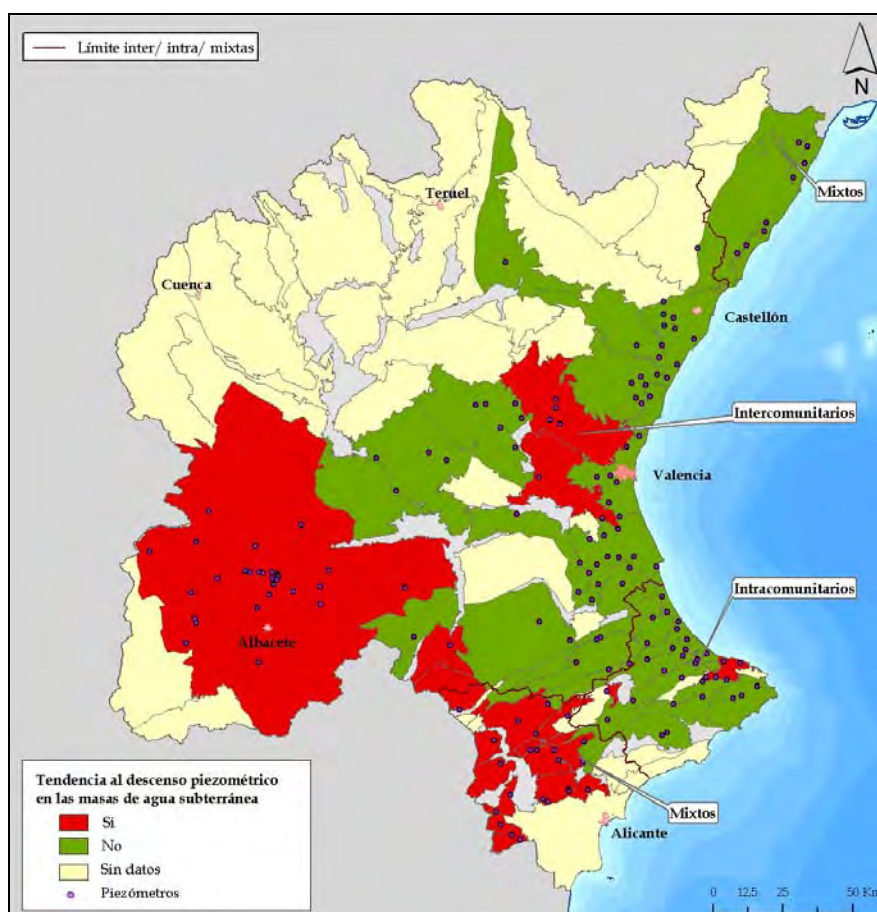 Límite inter/ intra/ mixtas
N
Mixtos
Teruel
Cuenca
Castellón
Intercomunitarios
Valencia
Intracomunitarios
Albacete
Mixtos
Alicante
Tendencia al descenso piezométrico
en las masas de agua subterránea
Sí
No
Sin datos
Piezómetros
0 12,5 25 50 Km